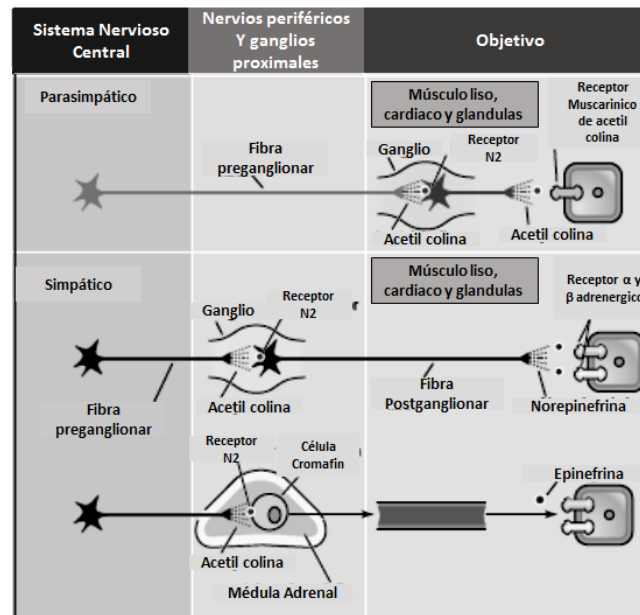 Sistema Nervioso
Central
Nervios periféricos
Y ganglios
proximales
Objetivo
Parasimpático
Músculo liso,
cardiaco y glandulas
Receptor
Muscarinico
de acetil
colina
Fibra
preganglionar
Ganglio
Receptor
N2
Acetil colina
Acetil colina
Simpático
Músculo liso,
cardiaco y glandulas
Receptor α y
β adrenergico
Ganglio
Receptor
N2
Fibra
preganglionar
Acetil colina
Fibra
Postganglionar
Norepinefrina
Receptor
N2
Célula
Cromafin
Epinefrina
Acetil colina
Médula Adrenal